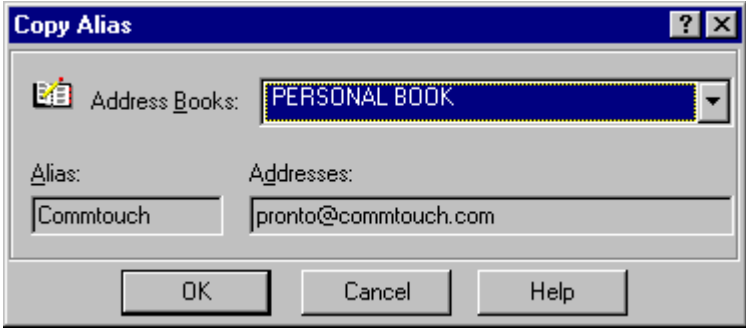 Copy Alias
Address Books: PERSONAL BOOK
Alias: Addresses:
Commtouch pronto@commtouch.com
OK Cancel Help